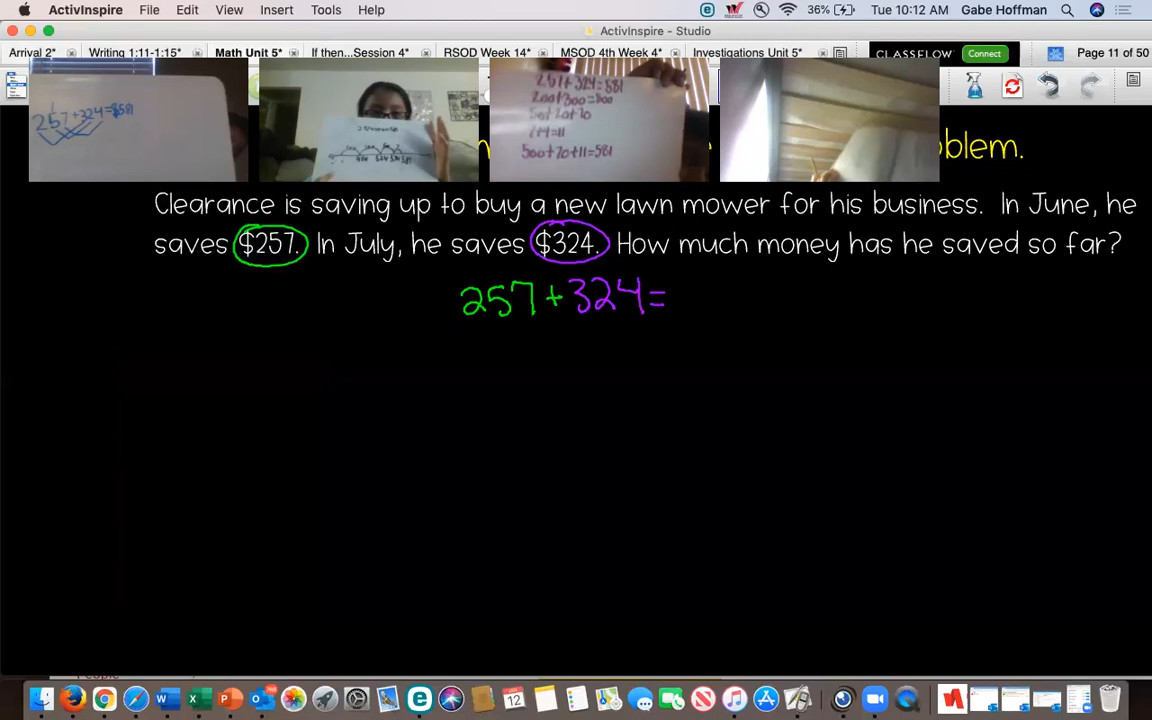 ActivInspire File Edit View Insert Tools Help 36% Tue 10:12 AM Gabe Hoffman
ActivInspire - Studio
Arrival 2* Writing 1:11-1:15* Math Unit 5* If then...Session 4* RSOD Week 14* MSOD 4th Week 4* Investigations Unit 5* CLASSFLOW Connect Page 11 of 50
257+324=581
257+324=581
200+300=500
50+20=70
7+4=11
500+70+11=581
oblem.
Clearance is saving up to buy a new lawn mower for his business. In June, he
saves $257. In July, he saves $324. How much money has he saved so far?
257+324=